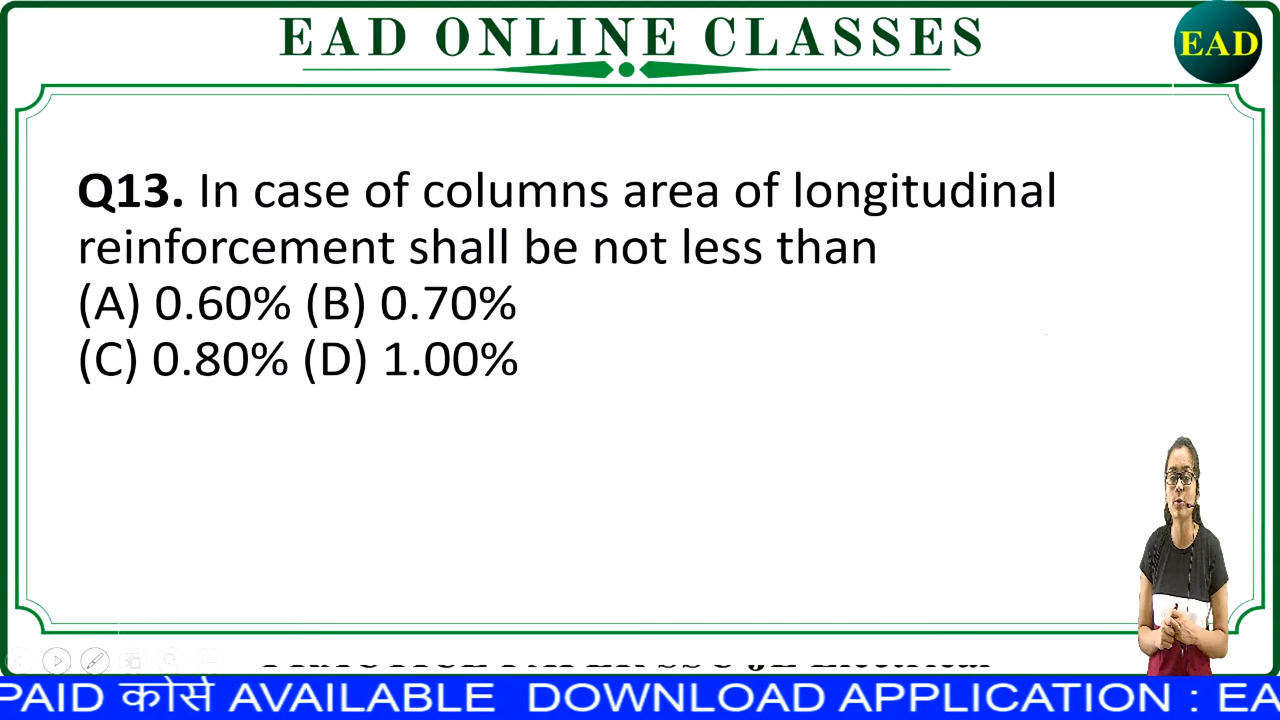 EAD ONLINE CLASSES
EAD
Q13. In case of columns area of longitudinal
reinforcement shall be not less than
(A) 0.60% (B) 0.70%
(C) 0.80% (D) 1.00%
PAID कोर्स AVAILABLE DOWNLOAD APPLICATION : EA